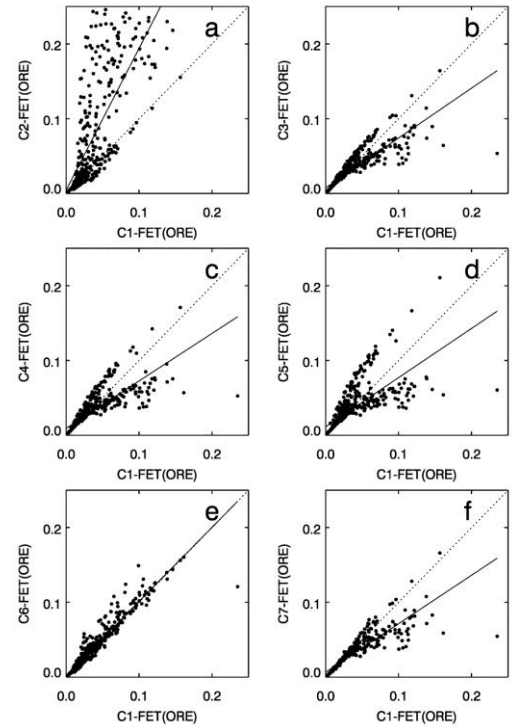 a
C2-FET(ORE)
0.2
0.1
0.0
0.0 0.1 0.2
C1-FET(ORE)
b
C3-FET(ORE)
0.2
0.1
0.0
0.0 0.1 0.2
C1-FET(ORE)
c
C4-FET(ORE)
0.2
0.1
0.0
0.0 0.1 0.2
C1-FET(ORE)
d
C5-FET(ORE)
0.2
0.1
0.0
0.0 0.1 0.2
C1-FET(ORE)
e
C6-FET(ORE)
0.2
0.1
0.0
0.0 0.1 0.2
C1-FET(ORE)
f
C7-FET(ORE)
0.2
0.1
0.0
0.0 0.1 0.2
C1-FET(ORE)